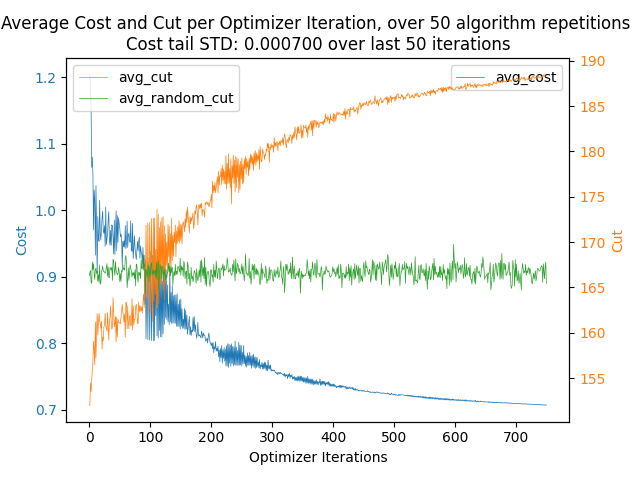 Average Cost and Cut per Optimizer Iteration, over 50 algorithm repetitions
Cost tail STD: 0.000700 over last 50 iterations
avg_cut
avg_random_cut
avg_cost
1.2
1.1
1.0
0.9
0.8
0.7
Cost
190
185
180
175
170
165
160
155
Cut
0 100 200 300 400 500 600 700
Optimizer Iterations